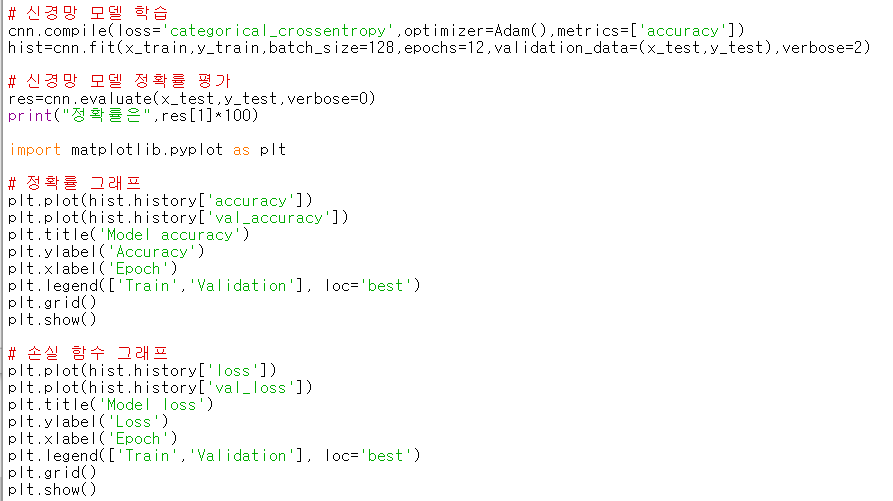 # 신경망 모델 학습
cnn.compile(loss='categorical_crossentropy',optimizer=Adam(),metrics=['accuracy'])
hist=cnn.fit(x_train,y_train,batch_size=128,epochs=12,validation_data=(x_test,y_test),verbose=2)
# 신경망 모델 정확률 평가
res=cnn.evaluate(x_test,y_test,verbose=0)
print("정확률은",res[1]*100)
import matplotlib.pyplot as plt
# 정확률 그래프
plt.plot(hist.history['accuracy'])
plt.plot(hist.history['val_accuracy'])
plt.title('Model accuracy')
plt.ylabel('Accuracy')
plt.xlabel('Epoch')
plt.legend(['Train','Validation'], loc='best')
plt.grid()
plt.show()
# 손실 함수 그래프
plt.plot(hist.history['loss'])
plt.plot(hist.history['val_loss'])
plt.title('Model loss')
plt.ylabel('Loss')
plt.xlabel('Epoch')
plt.legend(['Train','Validation'], loc='best')
plt.grid()
plt.show()